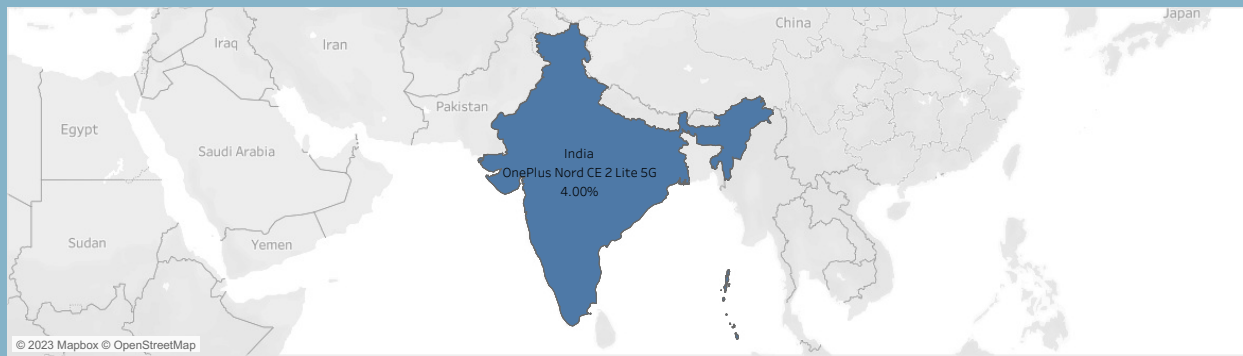 China
Japan
Iraq
Iran
Pakistan
Egypt
India
Saudi Arabia
OnePlus Nord CE 2 Lite 5G
4.00%
Sudan
Yemen
© 2023 Mapbox © OpenStreetMap